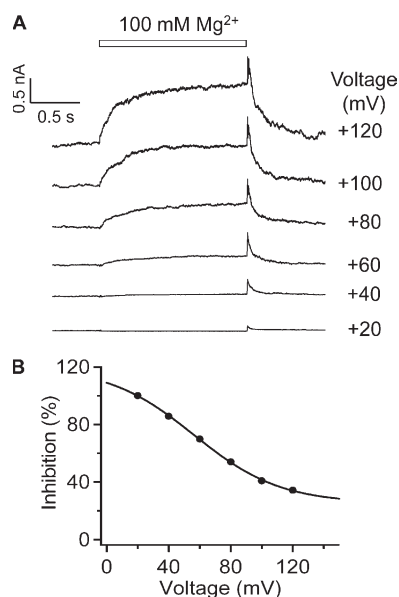 A
100 mM Mg²⁺
0.5 nA
0.5 s
Voltage
(mV)
+120
+100
+80
+60
+40
+20
B
Inhibition (%)
120
80
40
0
0 40 80 120
Voltage (mV)